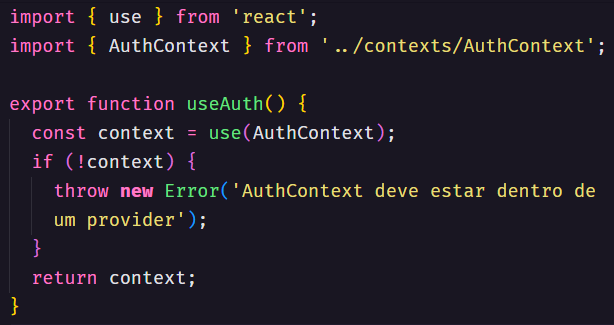 import { use } from 'react';
import { AuthContext } from '../contexts/AuthContext';

export function useAuth() {
  const context = use(AuthContext);
  if (!context) {
    throw new Error('AuthContext deve estar dentro de
    um provider');
  }
  return context;
}